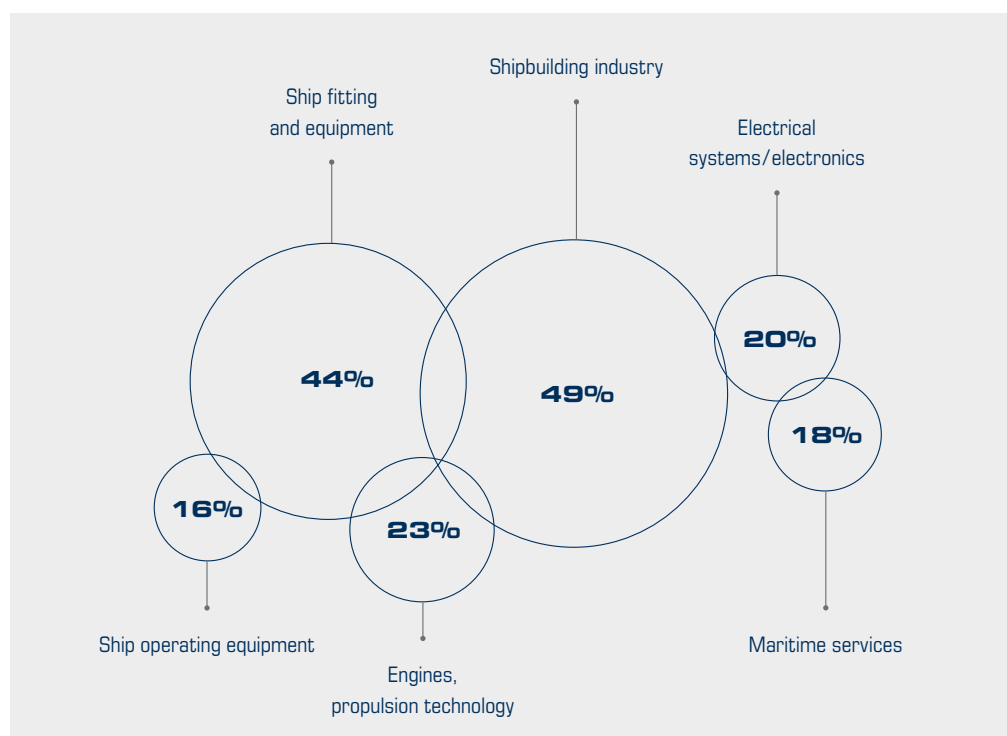 Shipbuilding industry
Ship fitting
and equipment
Electrical
systems/electronics
20%
44%
49%
18%
16%
23%
Ship operating equipment
Maritime services
Engines,
propulsion technology